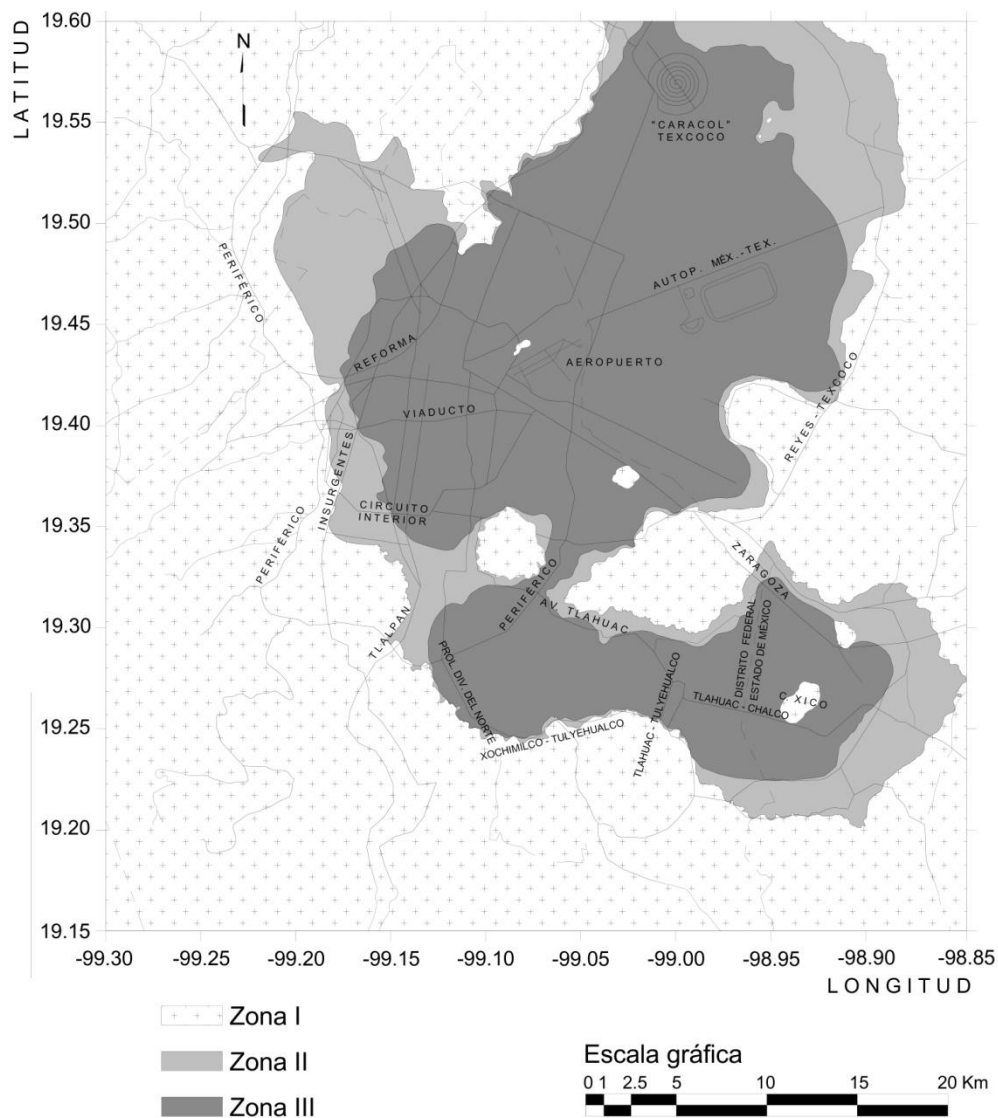 19.60
LATITUD
N
19.55
"CARACOL"
TEXCOCO
19.50
PERIFÉRICO
AUTOP. MÉX.-TEX.
19.45
REFORMA
AEROPUERTO
REYES - TEXCOCO
VIADUCTO
19.40
INSURGENTES
CIRCUITO
INTERIOR
19.35
PERIFÉRICO
ZARAGOZA
PERIFÉRICO
AV. TLAHUAC
19.30
TLALPAN
DISTRITO FEDERAL
ESTADO DE MÉXICO
PROL. DIV. DEL NORTE
C. XICO
TLAHUAC - CHALCO
TLAHUAC - TULYEHUALCO
19.25
XOCHIMILCO - TULYEHUALCO
19.20
19.15
-99.30 -99.25 -99.20 -99.15 -99.10 -99.05 -99.00 -98.95 -98.90 -98.85
LONGITUD
Zona I
Zona II
Zona III
Escala gráfica
0 1 2.5 5 10 15 20 Km